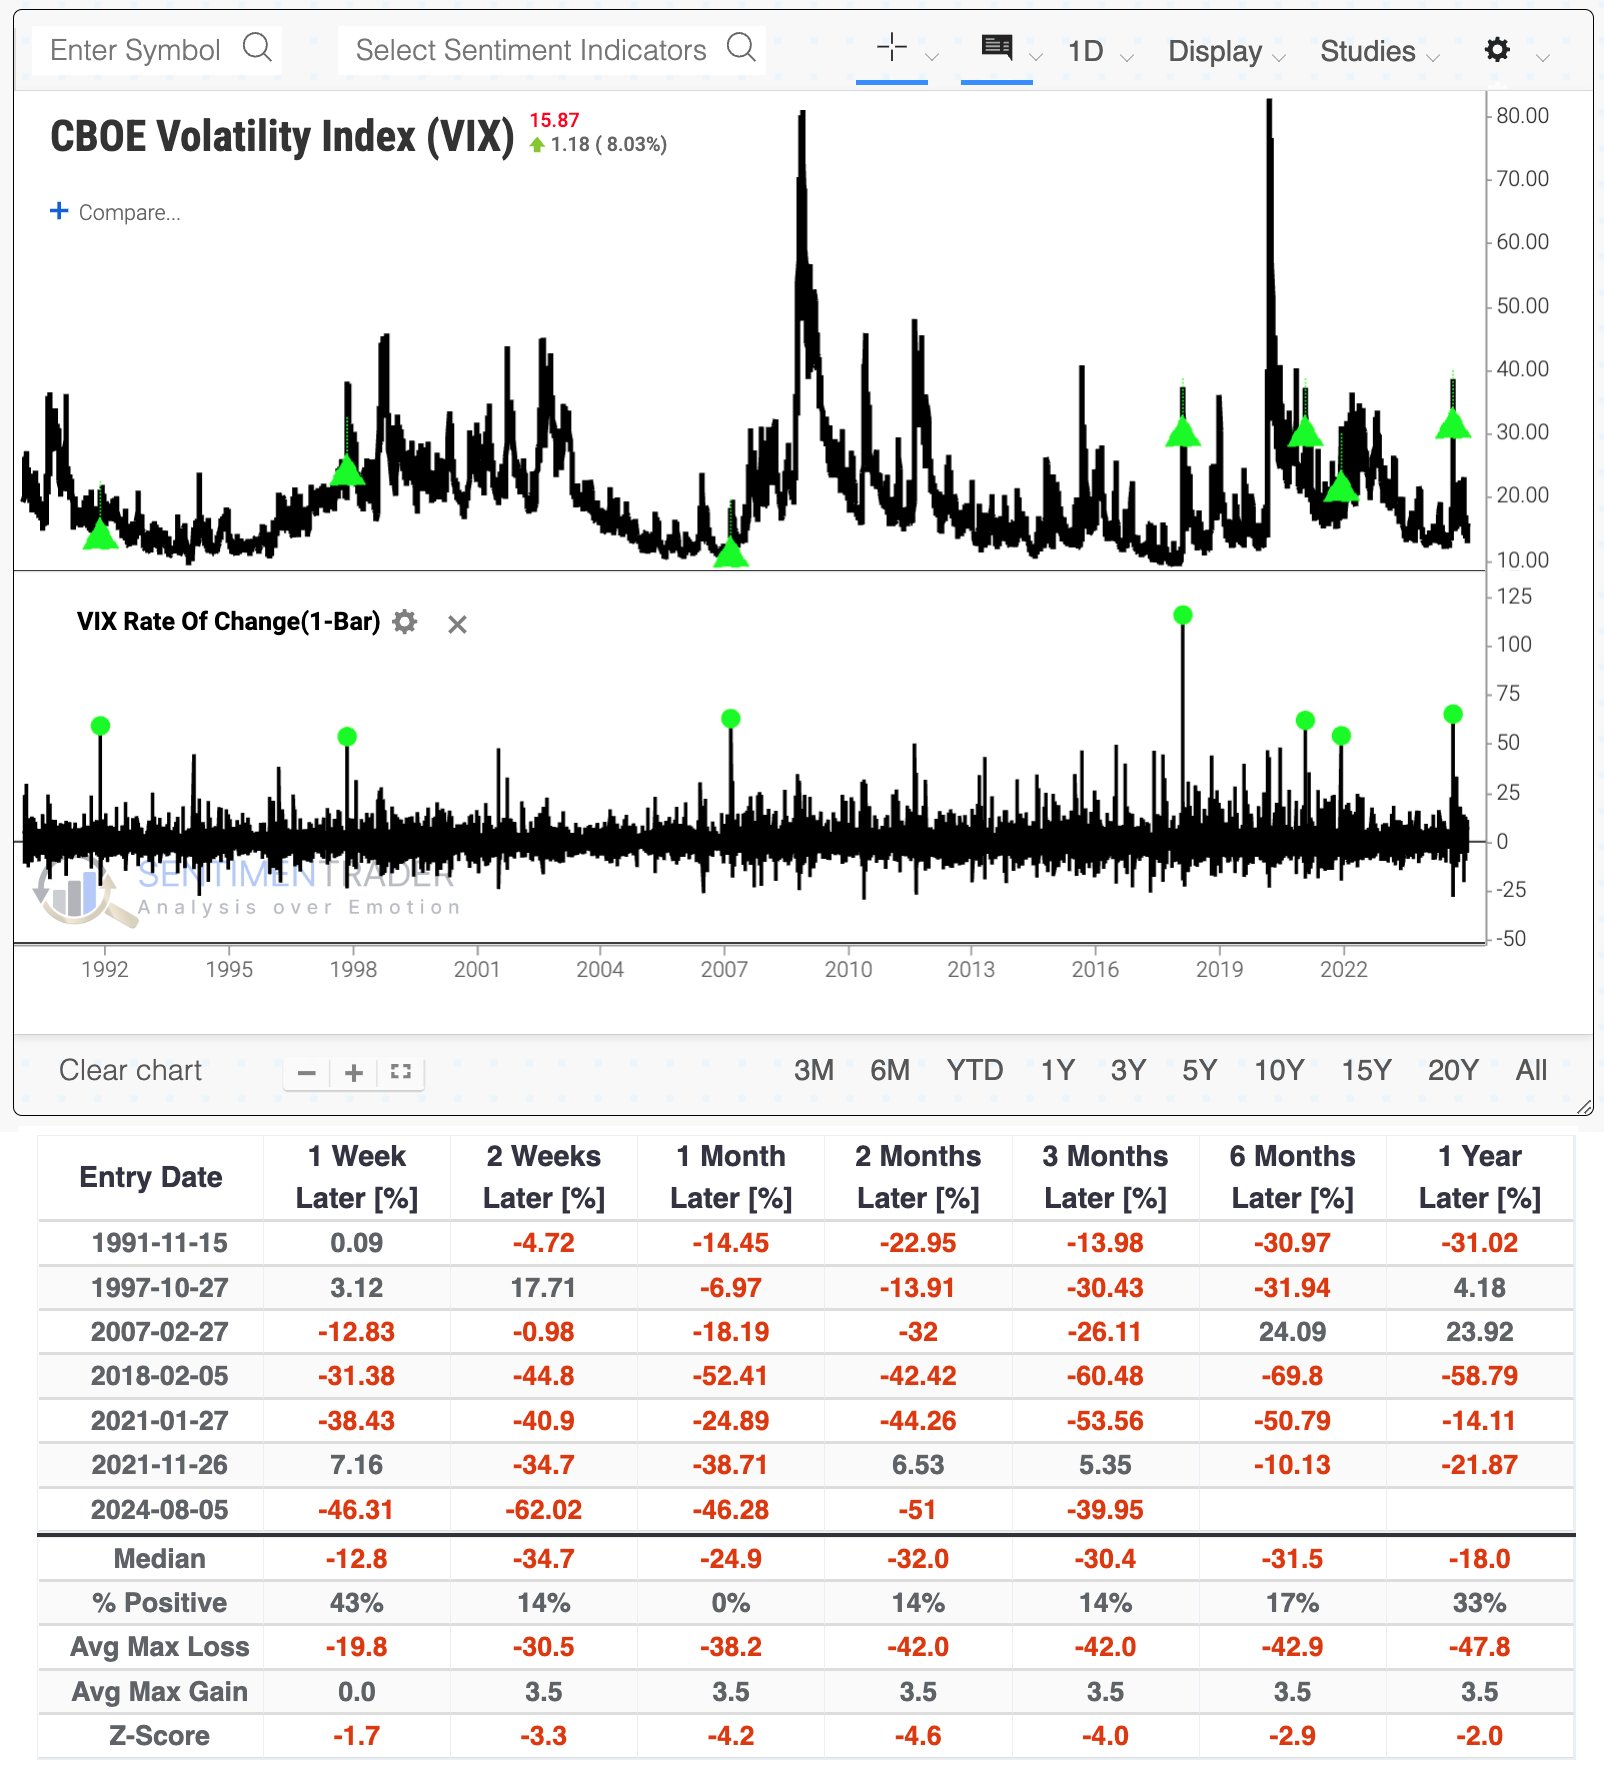 Enter Symbol Select Sentiment Indicators 1D Display Studies
CBOE Volatility Index (VIX) 15.87
1.18 ( 8.03%)
+ Compare...
80.00
70.00
60.00
50.00
40.00
30.00
20.00
10.00
VIX Rate Of Change(1-Bar)
125
100
75
50
25
0
-25
-50
SENTIMENTRADER
Analysis over Emotion
1992 1995 1998 2001 2004 2007 2010 2013 2016 2019 2022
Clear chart − + 3M 6M YTD 1Y 3Y 5Y 10Y 15Y 20Y All
Entry Date 1 Week Later [%] 2 Weeks Later [%] 1 Month Later [%] 2 Months Later [%] 3 Months Later [%] 6 Months Later [%] 1 Year Later [%]
1991-11-15 0.09 -4.72 -14.45 -22.95 -13.98 -30.97 -31.02
1997-10-27 3.12 17.71 -6.97 -13.91 -30.43 -31.94 4.18
2007-02-27 -12.83 -0.98 -18.19 -32 -26.11 24.09 23.92
2018-02-05 -31.38 -44.8 -52.41 -42.42 -60.48 -69.8 -58.79
2021-01-27 -38.43 -40.9 -24.89 -44.26 -53.56 -50.79 -14.11
2021-11-26 7.16 -34.7 -38.71 6.53 5.35 -10.13 -21.87
2024-08-05 -46.31 -62.02 -46.28 -51 -39.95
Median -12.8 -34.7 -24.9 -32.0 -30.4 -31.5 -18.0
% Positive 43% 14% 0% 14% 14% 17% 33%
Avg Max Loss -19.8 -30.5 -38.2 -42.0 -42.0 -42.9 -47.8
Avg Max Gain 0.0 3.5 3.5 3.5 3.5 3.5 3.5
Z-Score -1.7 -3.3 -4.2 -4.6 -4.0 -2.9 -2.0